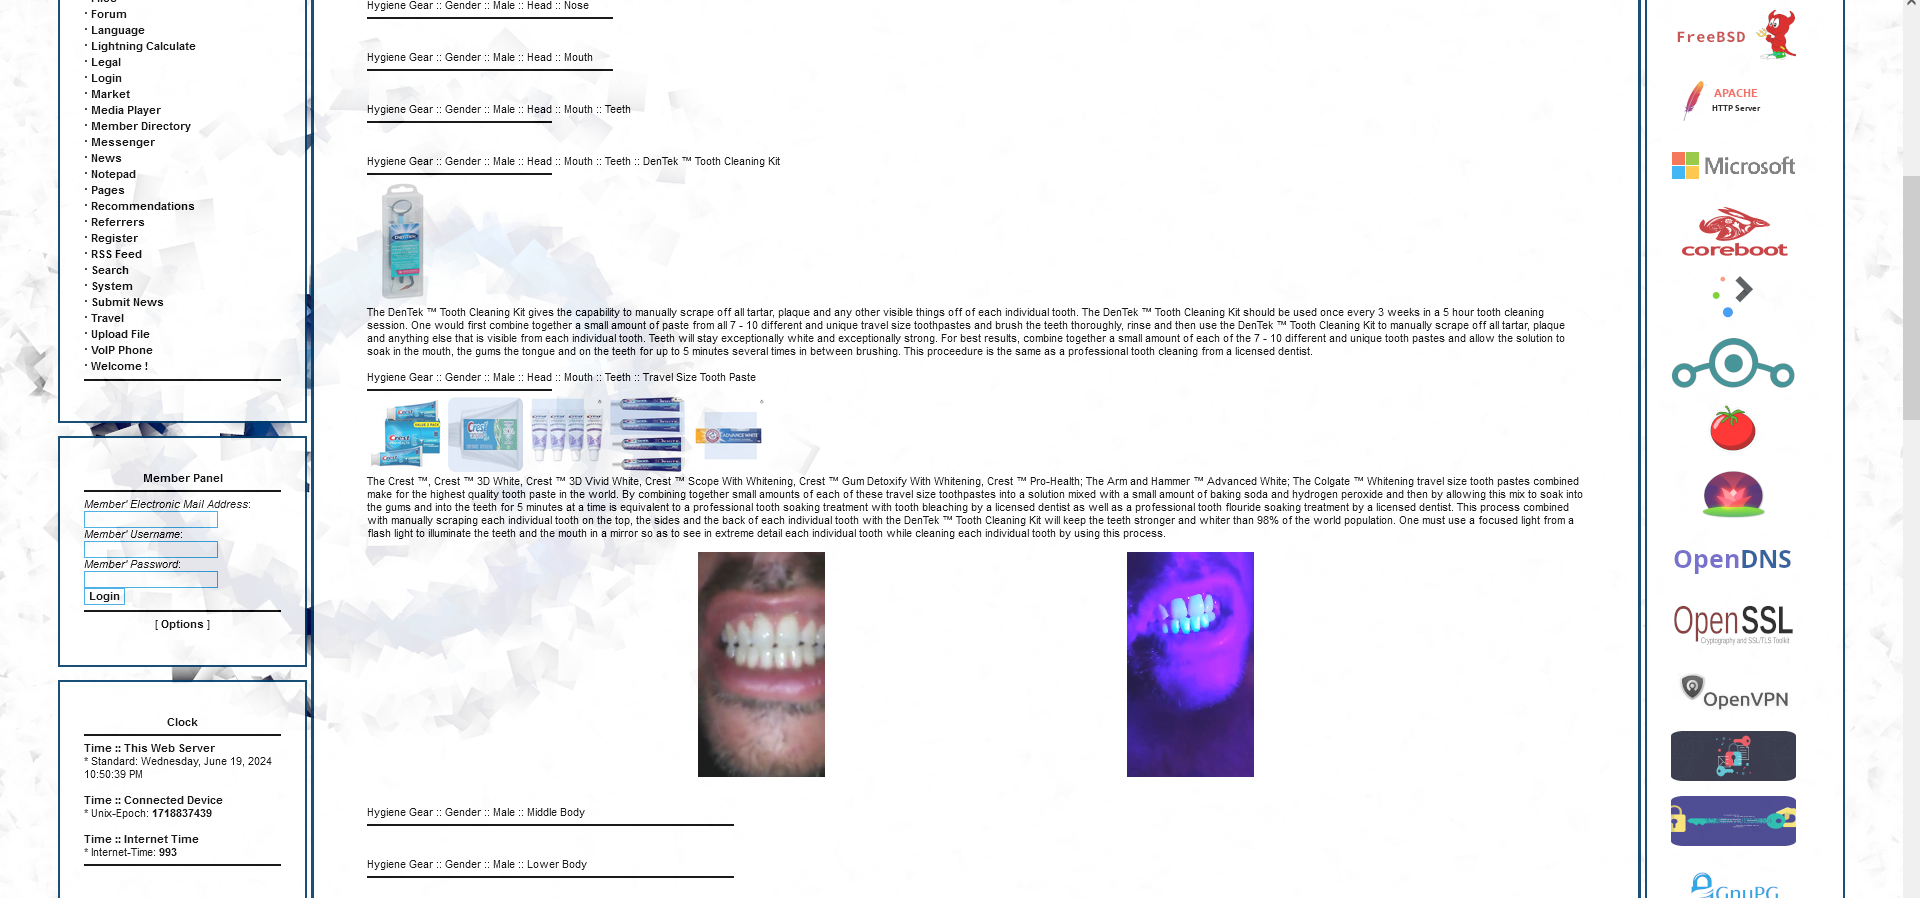 · Forum
· Language
· Lightning Calculate
· Legal
· Login
· Market
· Media Player
· Member Directory
· Messenger
· News
· Notepad
· Pages
· Recommendations
· Referrers
· Register
· RSS Feed
· Search
· System
· Submit News
· Travel
· Upload File
· VoIP Phone
· Welcome !
Member Panel
Member' Electronic Mail Address:
Member' Username:
Member' Password:
Login
[ Options ]
Clock
Time :: This Web Server
* Standard: Wednesday, June 19, 2024
10:50:39 PM
Time :: Connected Device
* Unix-Epoch: 1718837439
Time :: Internet Time
* Internet-Time: 993
Hygiene Gear :: Gender :: Male :: Head :: Nose
Hygiene Gear :: Gender :: Male :: Head :: Mouth
Hygiene Gear :: Gender :: Male :: Head :: Mouth :: Teeth
Hygiene Gear :: Gender :: Male :: Head :: Mouth :: Teeth :: DenTek ™ Tooth Cleaning Kit
DenTek
The DenTek ™ Tooth Cleaning Kit gives the capability to manually scrape off all tartar, plaque and any other visible things off of each individual tooth. The DenTek ™ Tooth Cleaning Kit should be used once every 3 weeks in a 5 hour tooth cleaning
session. One would first combine together a small amount of paste from all 7 - 10 different and unique travel size toothpastes and brush the teeth thoroughly, rinse and then use the DenTek ™ Tooth Cleaning Kit to manually scrape off all tartar, plaque
and anything else that is visible from each individual tooth. Teeth will stay exceptionally white and exceptionally strong. For best results, combine together a small amount of each of the 7 - 10 different and unique tooth pastes and allow the solution to
soak in the mouth, the gums the tongue and on the teeth for up to 5 minutes several times in between brushing. This proceedure is the same as a professional tooth cleaning from a licensed dentist.
Hygiene Gear :: Gender :: Male :: Head :: Mouth :: Teeth :: Travel Size Tooth Paste
Crest
Crest
VALUE 2 PACK
Crest
Crest
ADVANCE WHITE
The Crest ™, Crest ™ 3D White, Crest ™ 3D Vivid White, Crest ™ Scope With Whitening, Crest ™ Gum Detoxify With Whitening, Crest ™ Pro-Health; The Arm and Hammer ™ Advanced White; The Colgate ™ Whitening travel size tooth pastes combined
make for the highest quality tooth paste in the world. By combining together small amounts of each of these travel size toothpastes into a solution mixed with a small amount of baking soda and hydrogen peroxide and then by allowing this mix to soak into
the gums and into the teeth for 5 minutes at a time is equivalent to a professional tooth soaking treatment with tooth bleaching by a licensed dentist as well as a professional tooth flouride soaking treatment by a licensed dentist. This process combined
with manually scraping each individual tooth on the top, the sides and the back of each individual tooth with the DenTek ™ Tooth Cleaning Kit will keep the teeth stronger and whiter than 98% of the world population. One must use a focused light from a
flash light to illuminate the teeth and the mouth in a mirror so as to see in extreme detail each individual tooth while cleaning each individual tooth by using this process.
Hygiene Gear :: Gender :: Male :: Middle Body
Hygiene Gear :: Gender :: Male :: Lower Body
FreeBSD
APACHE
HTTP Server
Microsoft
coreboot
OpenDNS
OpenSSL
Cryptography and SSL/TLS Toolkit
OpenVPN
GnuPG